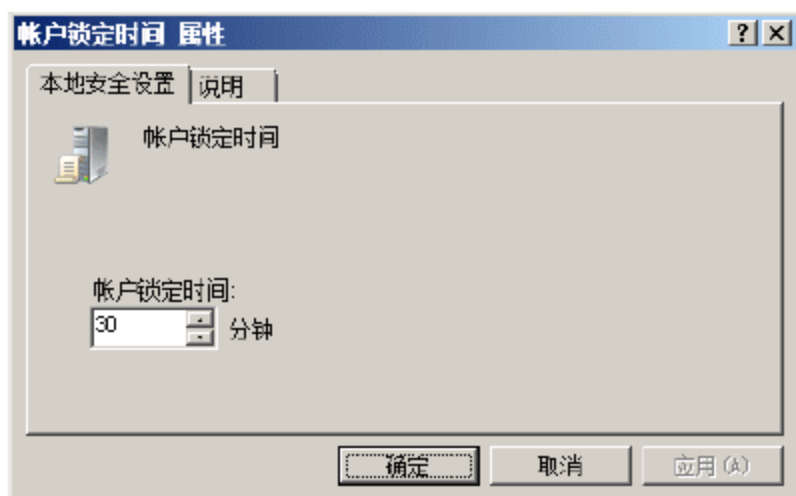 帐户锁定时间 属性
本地安全设置 说明
帐户锁定时间
帐户锁定时间:
30 分钟
确定 取消 应用(A)